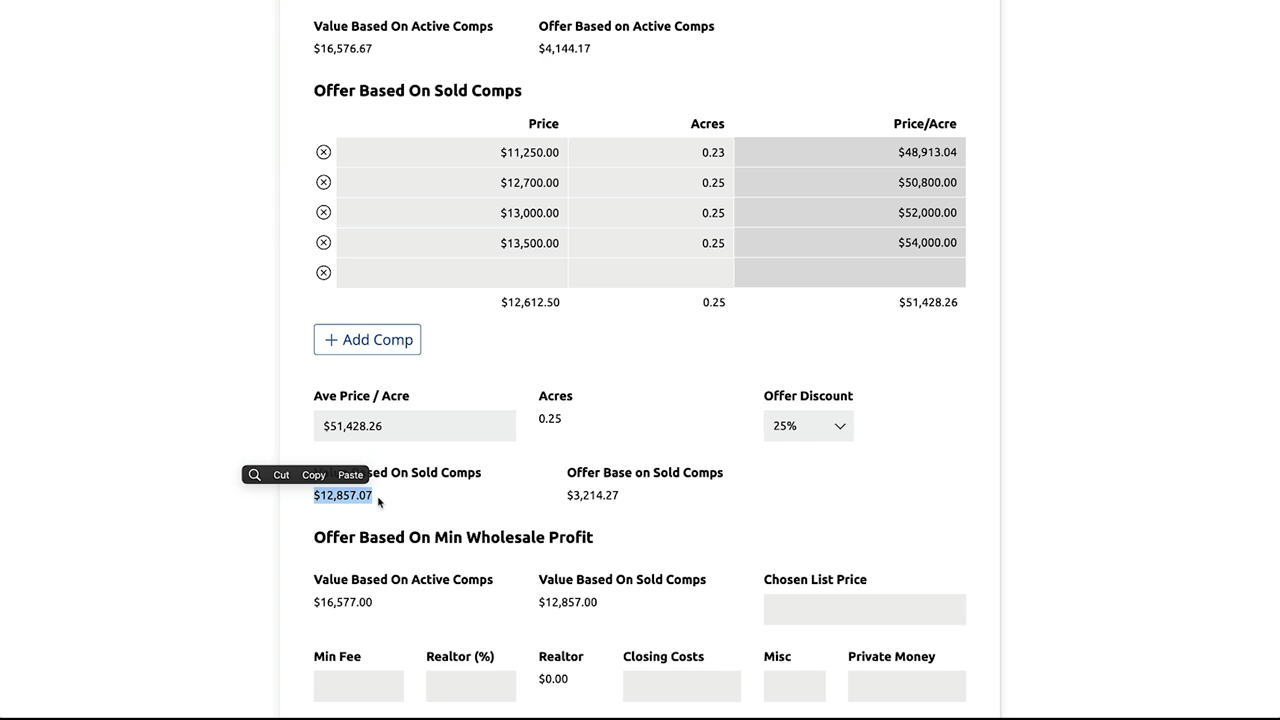 Value Based On Active Comps Offer Based on Active Comps
$16,576.67 $4,144.17
Offer Based On Sold Comps
Price Acres Price/Acre
$11,250.00 0.23 $48,913.04
$12,700.00 0.25 $50,800.00
$13,000.00 0.25 $52,000.00
$13,500.00 0.25 $54,000.00
$12,612.50 0.25 $51,428.26
+ Add Comp
Ave Price / Acre Acres Offer Discount
$51,428.26 0.25 25%
Cut Copy Paste
Based On Sold Comps Offer Base on Sold Comps
$12,857.07 $3,214.27
Offer Based On Min Wholesale Profit
Value Based On Active Comps Value Based On Sold Comps Chosen List Price
$16,577.00 $12,857.00
Min Fee Realtor (%) Realtor Closing Costs Misc Private Money
$0.00